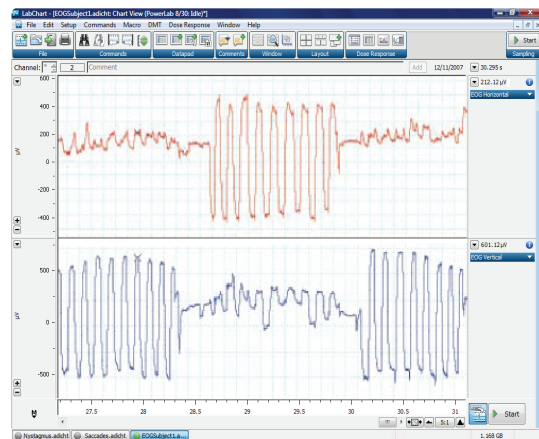 LabChart - [EOGSubject1.adicht: Chart View (PowerLab 8/30: Idle)*]
File Edit Setup Commands Macro DMT Dose Response Window Help
File Commands Datapad Comments Window Layout Dose Response Sampling
Start
Channel: * 2 Comment Add 12/11/2007 30.295 s
600
400
200
0
-200
-400
µV
212.12 µV
EOG Horizontal
500
0
-500
µV
601.12µV
EOG Vertical
27.5 28 28.5 29 29.5 30 30.5 31
5:1
Start
Nystagmus.adicht Saccades.adicht EOGSubject1.a...
1.168 GB